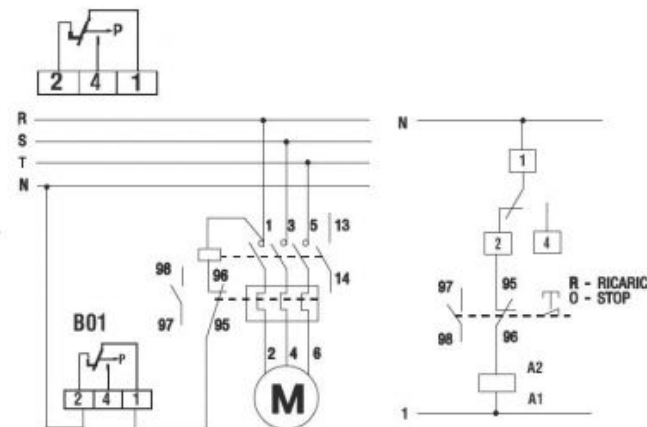 P
2 4 1
R
S
T
N
1 3 5 13
14
98 96
97 95
B01
P
2 4 1
2 4 6
M
N
1
2 4
97 95
98 96
R - RICARIC
O - STOP
A2
A1
1